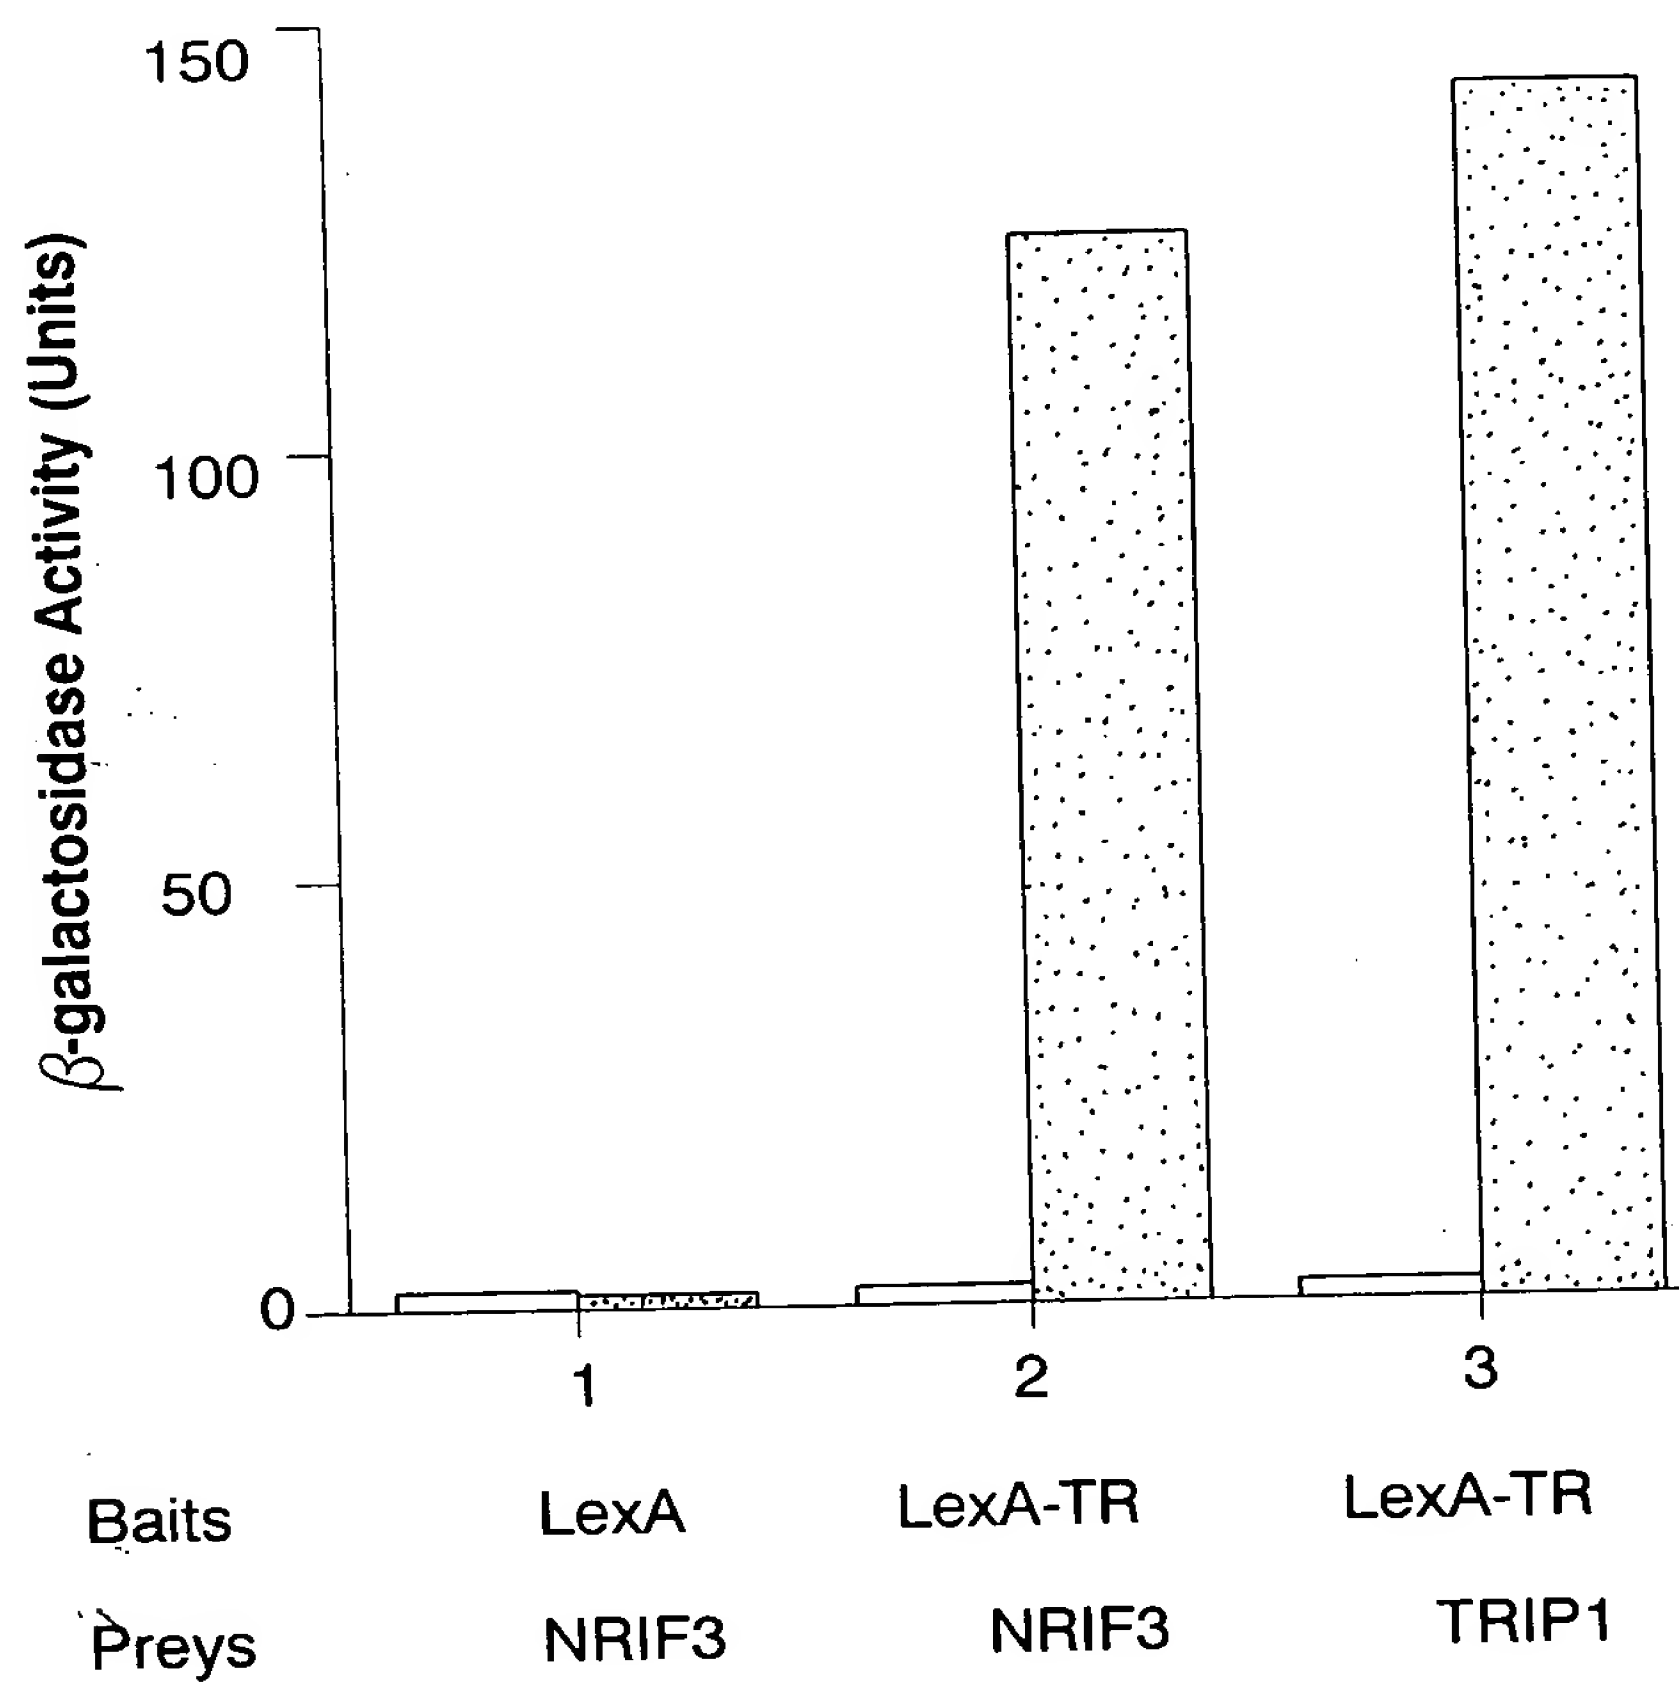 β-galactosidase Activity (Units)
150
100
50
0
1 2 3
Baits LexA LexA-TR LexA-TR
Preys NRIF3 NRIF3 TRIP1